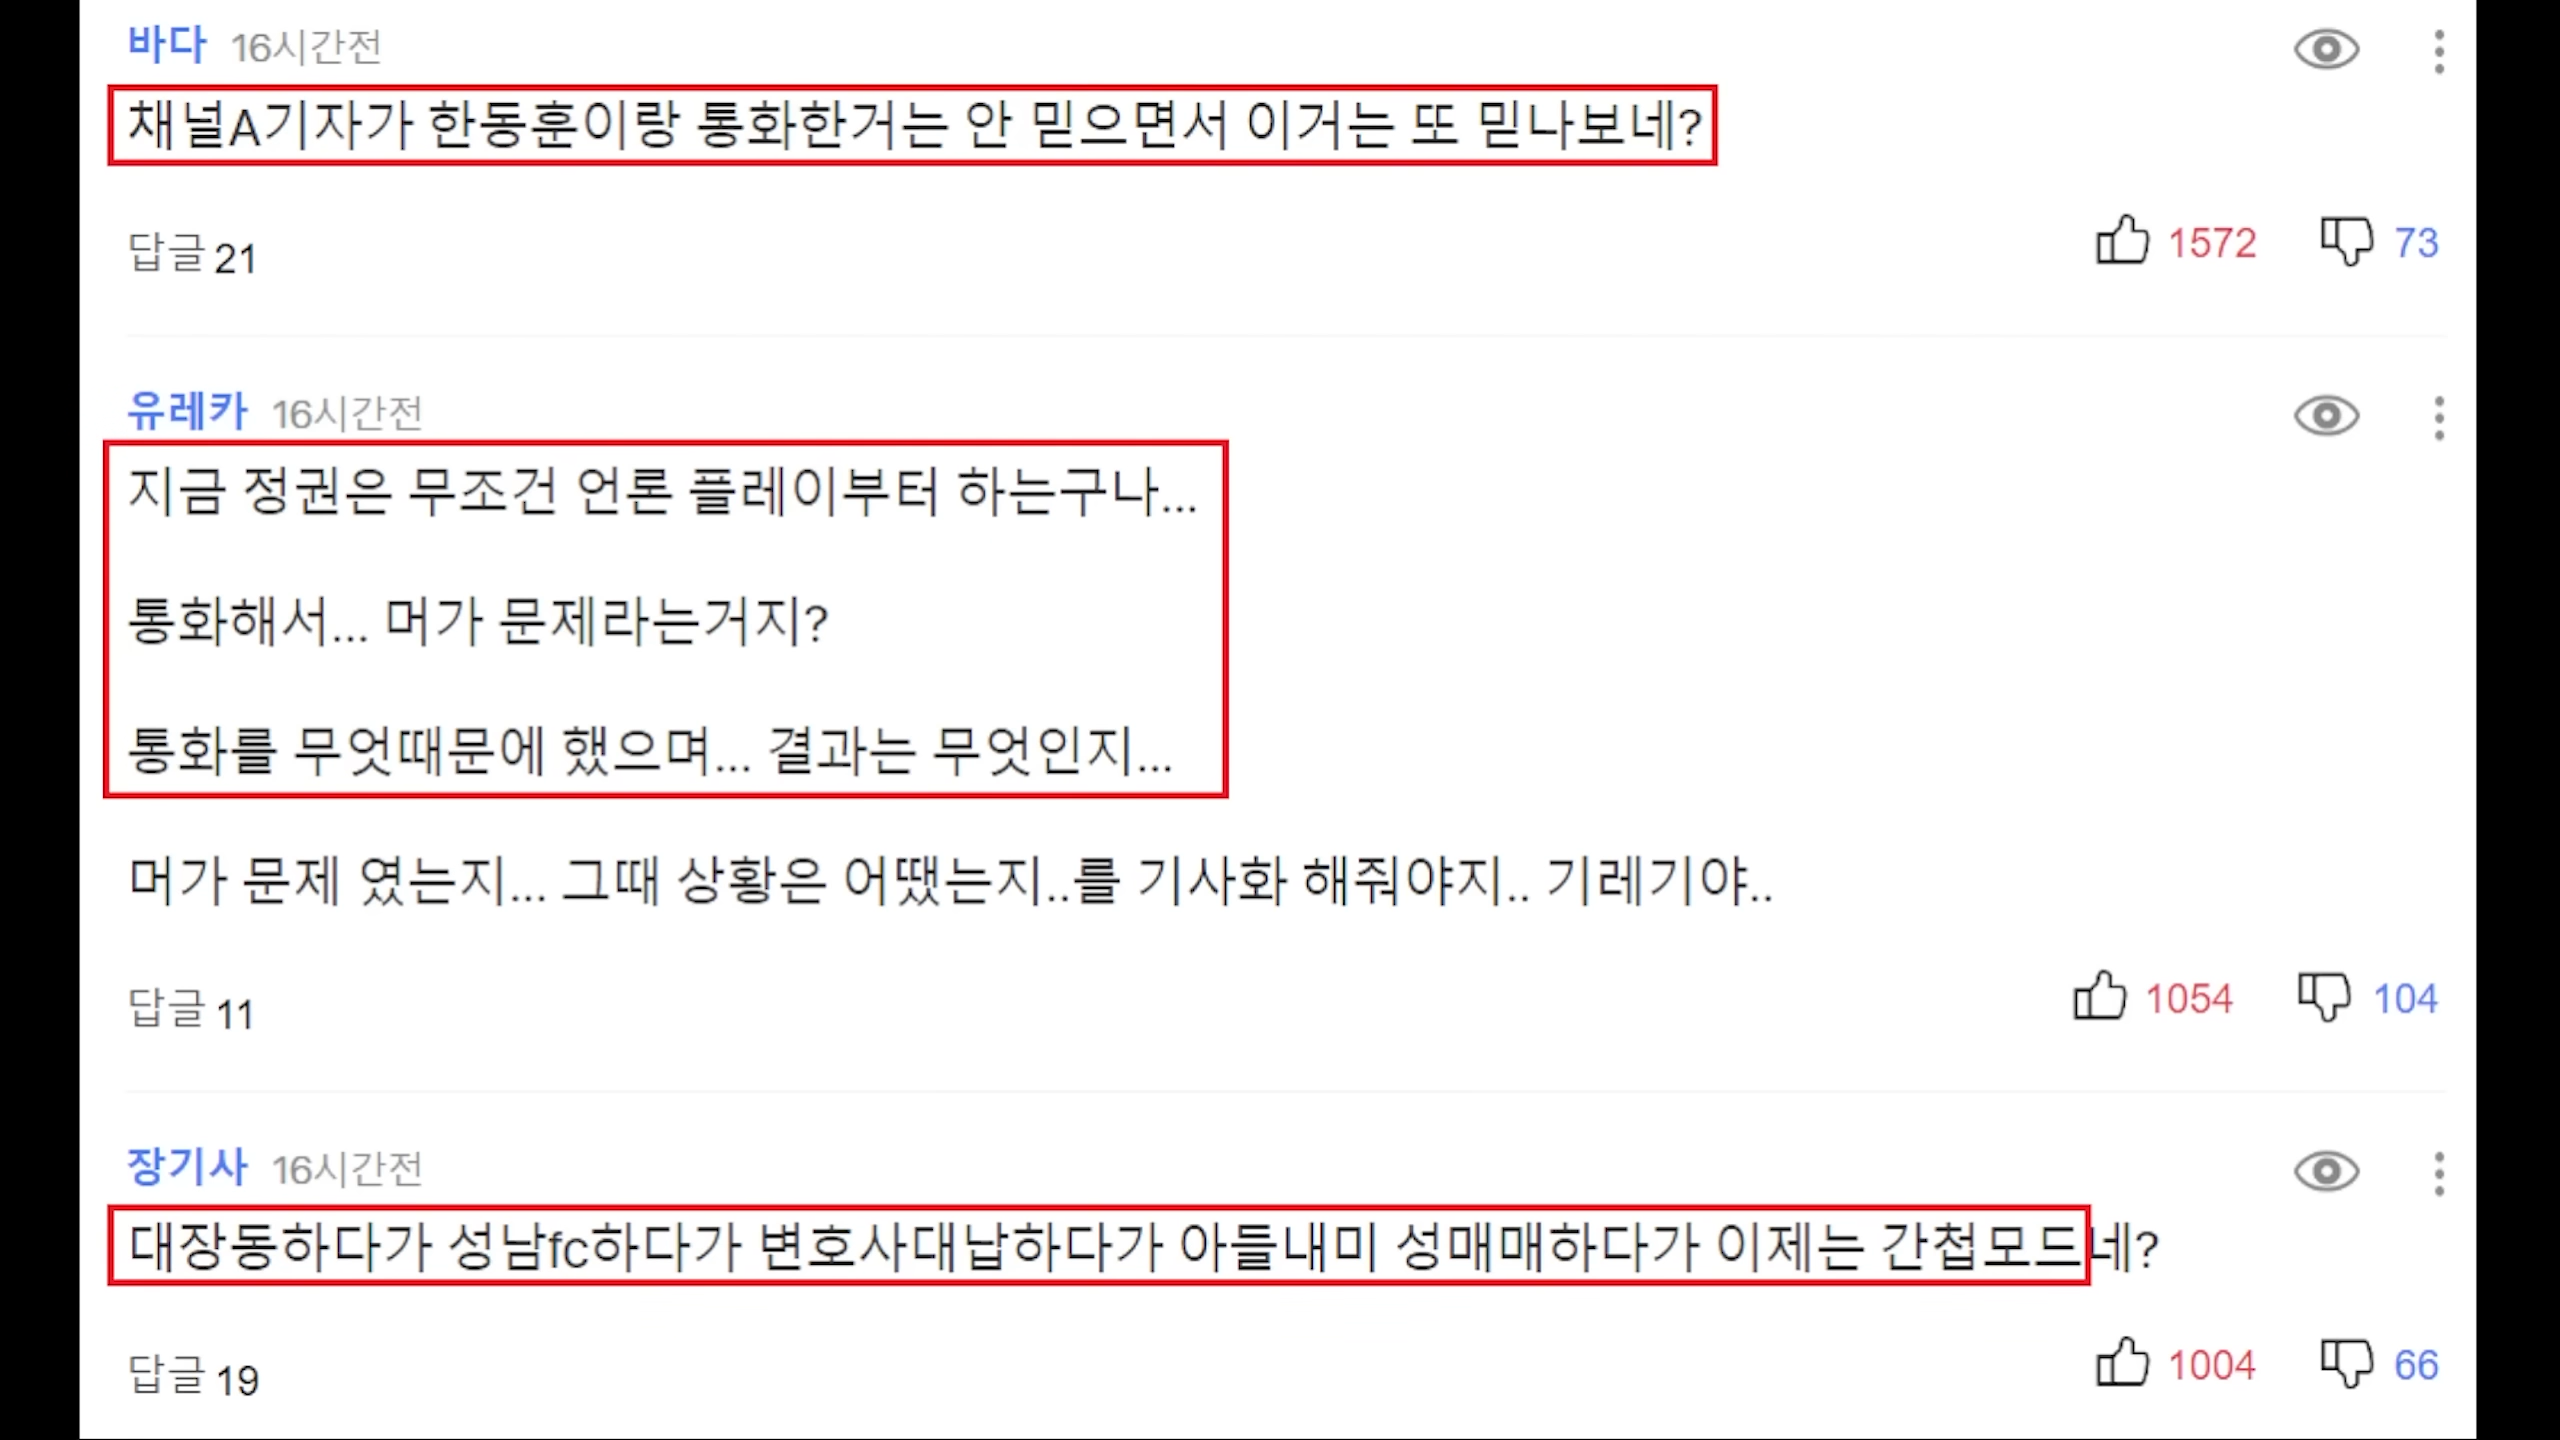 바다 16시간전
채널A기자가 한동훈이랑 통화한거는 안 믿으면서 이거는 또 믿나보네?
답글 21 1572 73
유레카 16시간전
지금 정권은 무조건 언론 플레이부터 하는구나...
통화해서... 머가 문제라는거지?
통화를 무엇때문에 했으며... 결과는 무엇인지...
머가 문제 였는지... 그때 상황은 어땠는지..를 기사화 해줘야지.. 기레기야..
답글 11 1054 104
장기사 16시간전
대장동하다가 성남fc하다가 변호사대납하다가 아들내미 성매매하다가 이제는 간첩모드네?
답글 19 1004 66